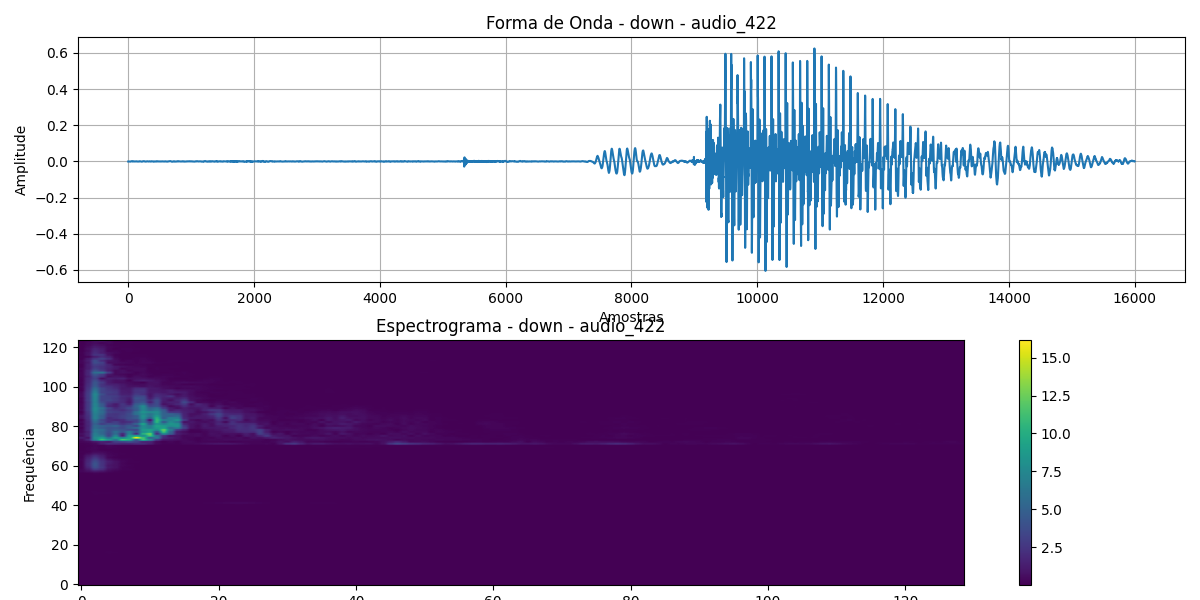 Forma de Onda - down - audio_422
Amplitude
0.6
0.4
0.2
0.0
−0.2
−0.4
−0.6
0 2000 4000 6000 8000 10000 12000 14000 16000
Amostras
Espectrograma - down - audio_422
Frequência
120
100
80
60
40
20
0
0 20 40 60 80 100 120
15.0
12.5
10.0
7.5
5.0
2.5